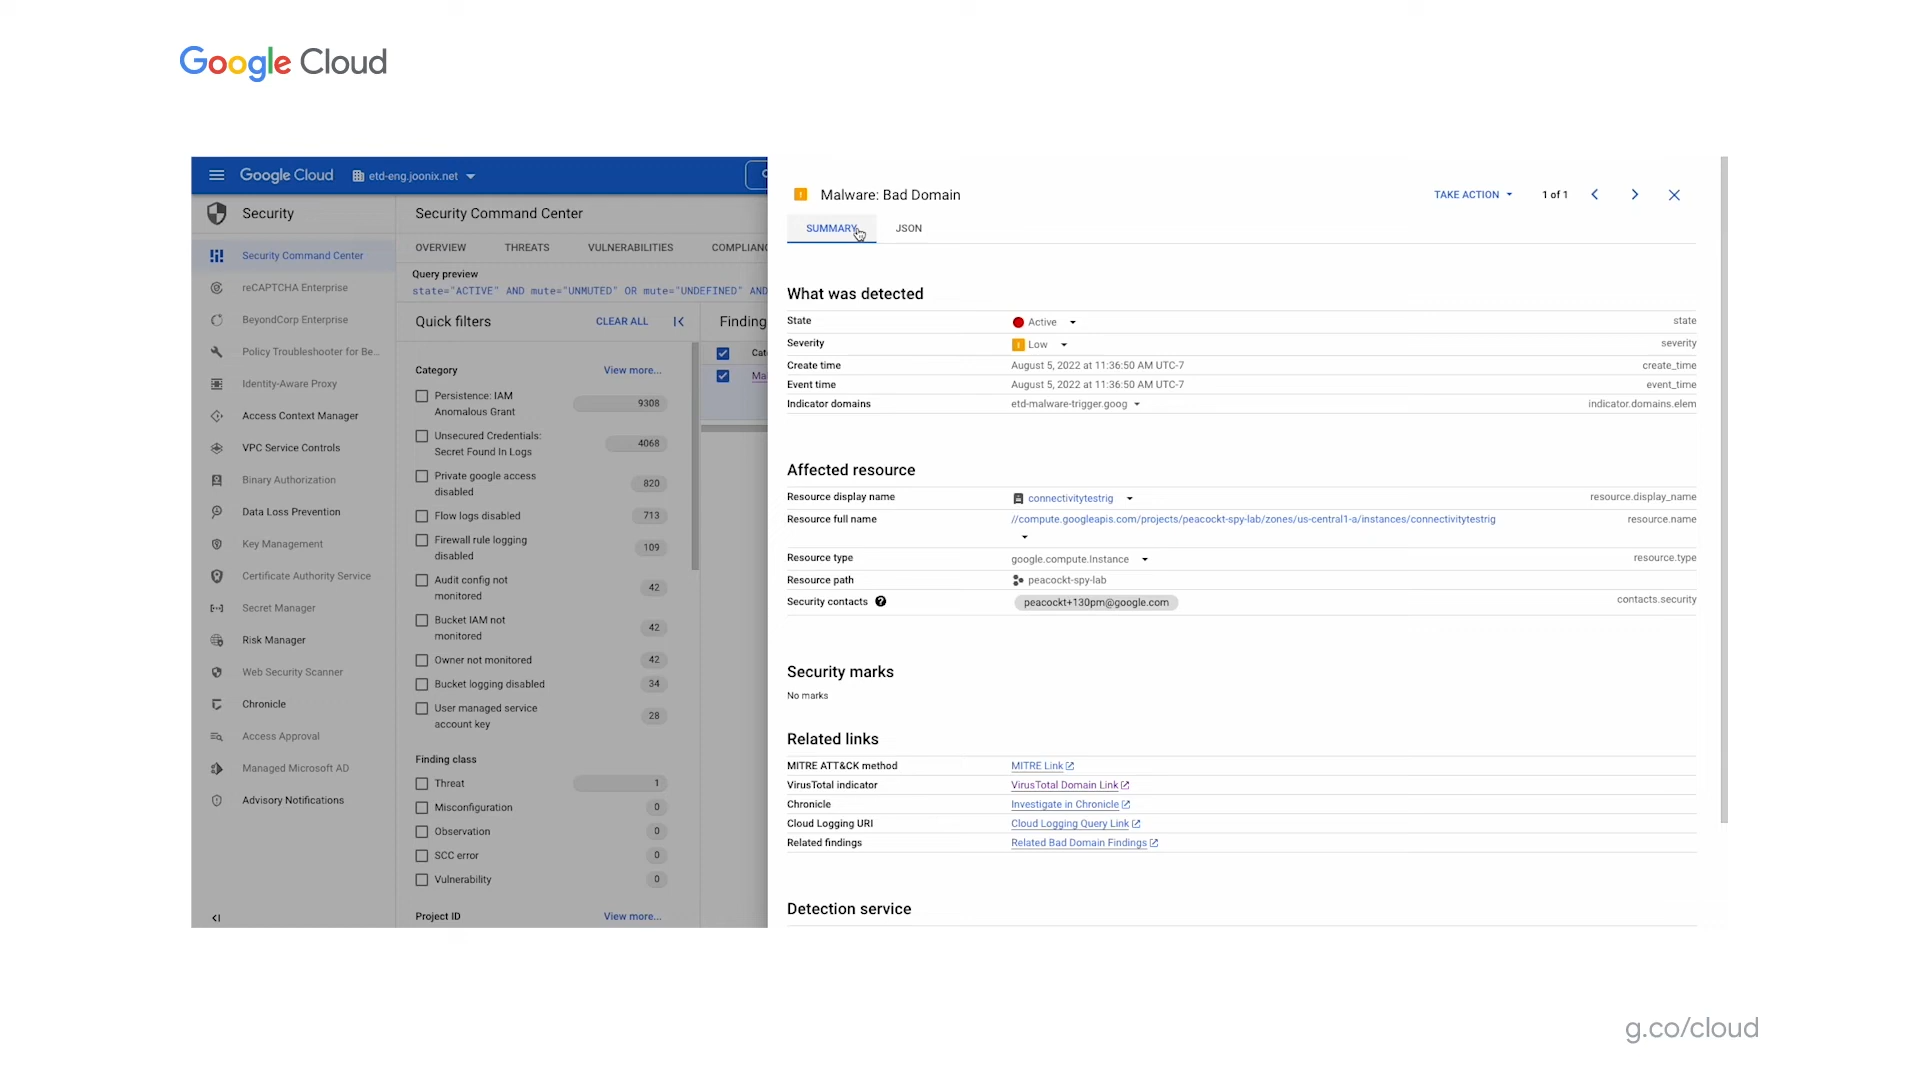 Google Cloud
Google Cloud
etd-eng.joonix.net
Security
Security Command Center
reCAPTCHA Enterprise
BeyondCorp Enterprise
Policy Troubleshooter for Be...
Identity-Aware Proxy
Access Context Manager
VPC Service Controls
Binary Authorization
Data Loss Prevention
Key Management
Certificate Authority Service
Secret Manager
Risk Manager
Web Security Scanner
Chronicle
Access Approval
Managed Microsoft AD
Advisory Notifications
Security Command Center
OVERVIEW THREATS VULNERABILITIES COMPLIANC
Query preview
state="ACTIVE" AND mute="UNMUTED" OR mute="UNDEFINED" AND
Quick filters CLEAR ALL
Category View more...
Persistence: IAM
Anomalous Grant 9308
Unsecured Credentials:
Secret Found In Logs 4068
Private google access
disabled 820
Flow logs disabled 713
Firewall rule logging
disabled 109
Audit config not
monitored 42
Bucket IAM not
monitored 42
Owner not monitored 42
Bucket logging disabled 34
User managed service
account key 28
Finding class
Threat 1
Misconfiguration 0
Observation 0
SCC error 0
Vulnerability 0
Project ID View more...
Finding
Cat
Ma
! Malware: Bad Domain
TAKE ACTION 1 of 1
SUMMARY JSON
What was detected
State Active state
Severity ! Low severity
Create time August 5, 2022 at 11:36:50 AM UTC-7 create_time
Event time August 5, 2022 at 11:36:50 AM UTC-7 event_time
Indicator domains etd-malware-trigger.goog indicator.domains.elem
Affected resource
Resource display name connectivitytestrig resource.display_name
Resource full name //compute.googleapis.com/projects/peacockt-spy-lab/zones/us-central1-a/instances/connectivitytestrig resource.name
Resource type google.compute.Instance resource.type
Resource path peacockt-spy-lab
Security contacts ? peacockt+130pm@google.com contacts.security
Security marks
No marks
Related links
MITRE ATT&CK method MITRE Link
VirusTotal indicator VirusTotal Domain Link
Chronicle Investigate in Chronicle
Cloud Logging URI Cloud Logging Query Link
Related findings Related Bad Domain Findings
Detection service
g.co/cloud